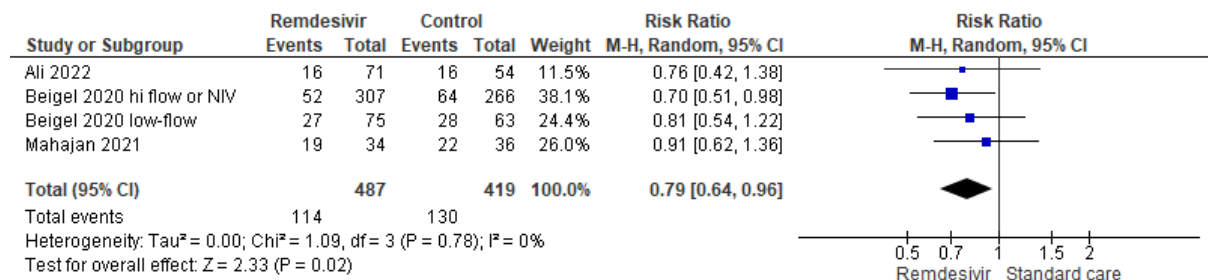 Remdesivir Control Risk Ratio Risk Ratio
Study or Subgroup Events Total Events Total Weight M-H, Random, 95% CI M-H, Random, 95% CI
Ali 2022 16 71 16 54 11.5% 0.76 [0.42, 1.38]
Beigel 2020 hi flow or NIV 52 307 64 266 38.1% 0.70 [0.51, 0.98]
Beigel 2020 low-flow 27 75 28 63 24.4% 0.81 [0.54, 1.22]
Mahajan 2021 19 34 22 36 26.0% 0.91 [0.62, 1.36]
Total (95% CI) 487 419 100.0% 0.79 [0.64, 0.96]
Total events 114 130
Heterogeneity: Tau² = 0.00; Chi² = 1.09, df = 3 (P = 0.78); I² = 0%
Test for overall effect: Z = 2.33 (P = 0.02)
0.5 0.7 1 1.5 2
Remdesivir Standard care